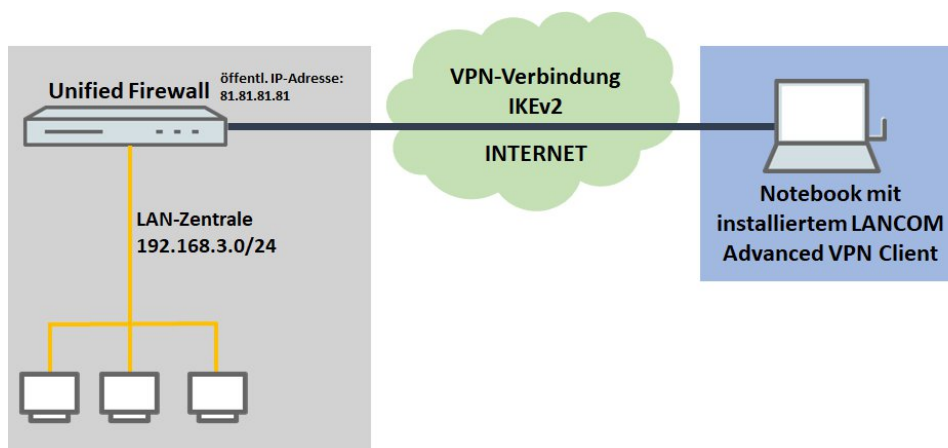 Unified Firewall
öffentl. IP-Adresse:
81.81.81.81
LAN-Zentrale
192.168.3.0/24
VPN-Verbindung
IKEv2
INTERNET
Notebook mit
installiertem LANCOM
Advanced VPN Client